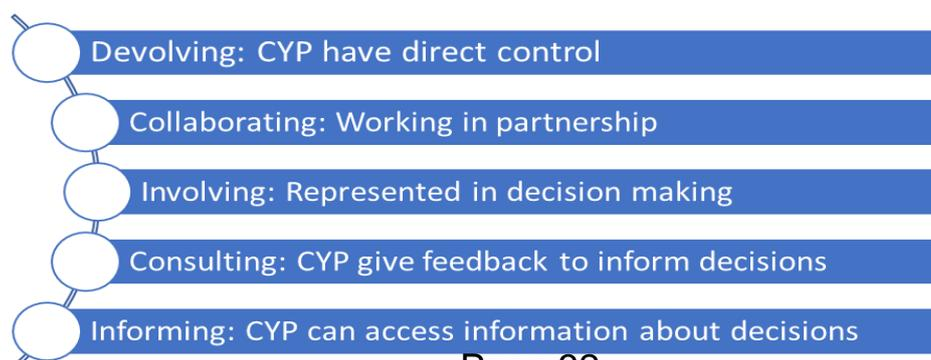 Devolving: CYP have direct control
Collaborating: Working in partnership
Involving: Represented in decision making
Consulting: CYP give feedback to inform decisions
Informing: CYP can access information about decisions